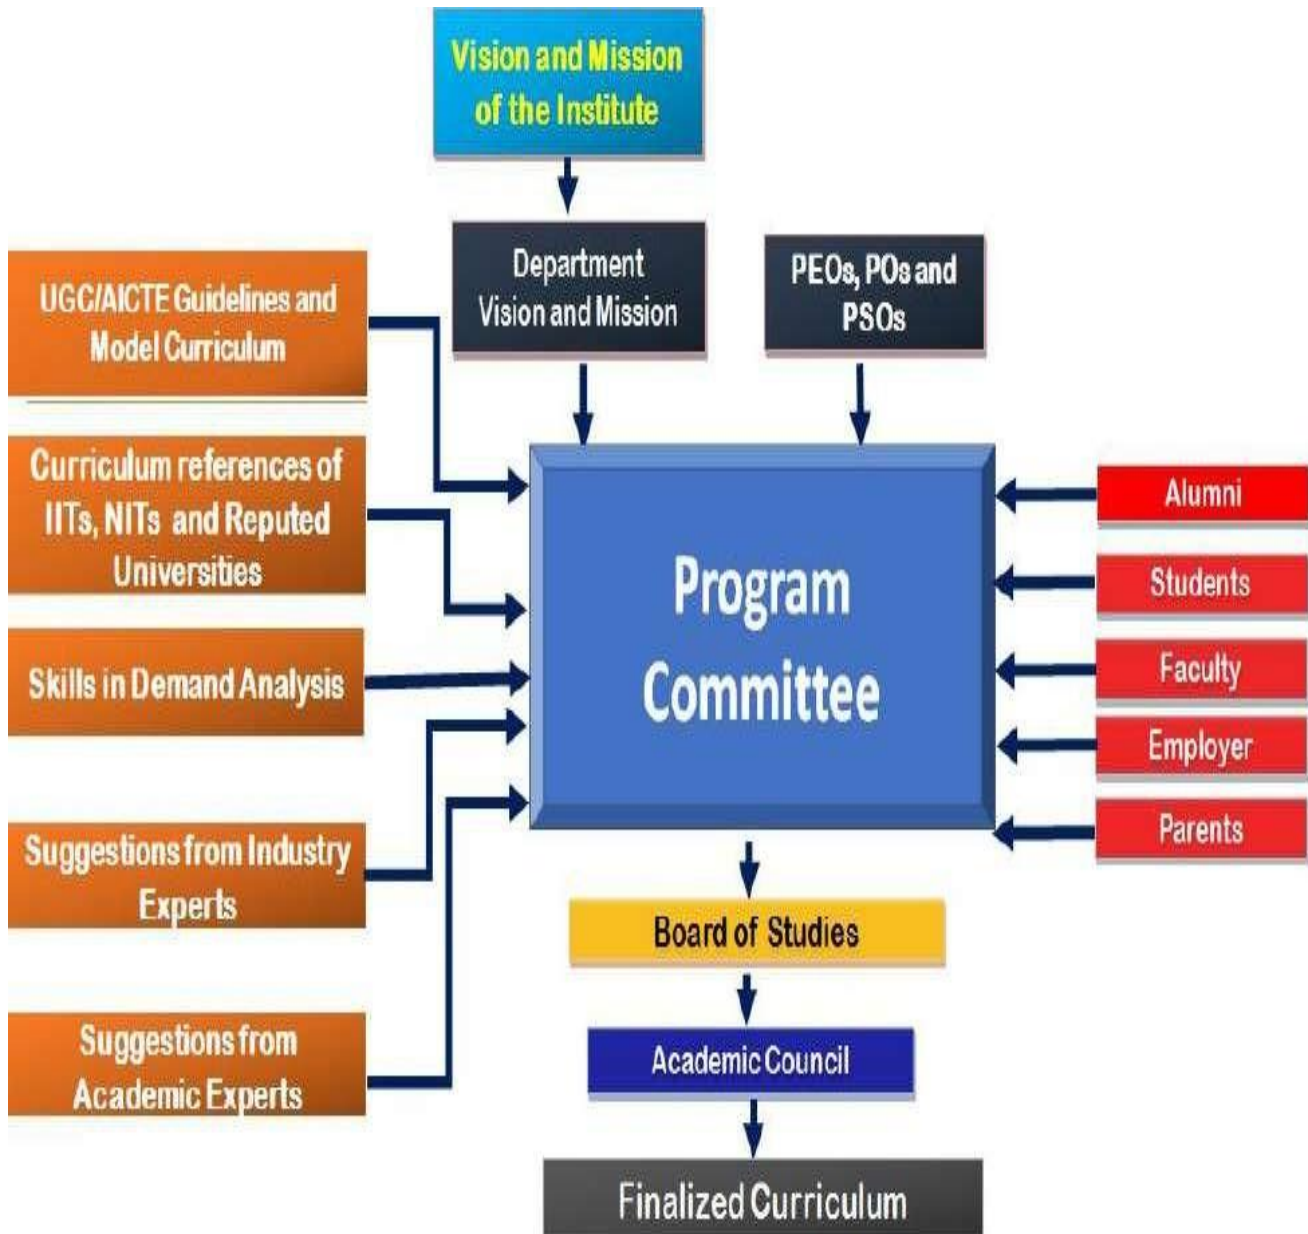 Vision and Mission
of the Institute
Department
Vision and Mission
PEOs, POs and
PSOs
UGC/AICTE Guidelines and
Model Curriculum
Curriculum references of
IITs, NITs and Reputed
Universities
Skills in Demand Analysis
Suggestions from Industry
Experts
Suggestions from
Academic Experts
Program
Committee
Alumni
Students
Faculty
Employer
Parents
Board of Studies
Academic Council
Finalized Curriculum